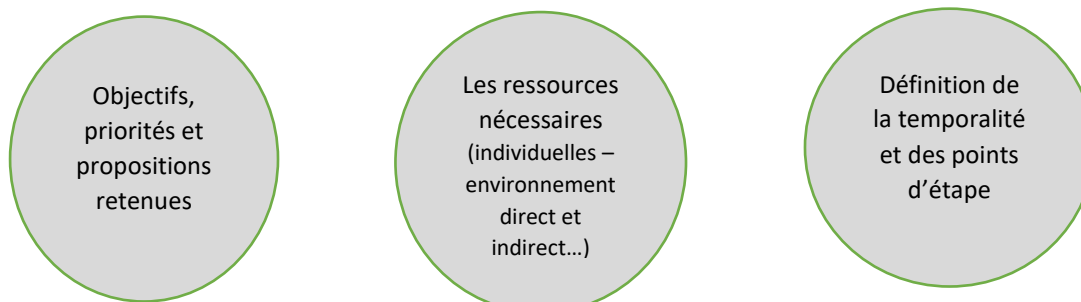 Objectifs,
priorités et
propositions
retenues
Les ressources
nécessaires
(individuelles –
environnement
direct et
indirect…)
Définition de
la temporalité
et des points
d’étape